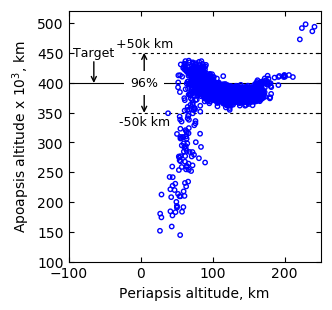 500
450
400
350
300
250
200
150
100
Apoapsis altitude x 10³, km
Target
+50k km
96%
-50k km
−100
0
100
200
Periapsis altitude, km